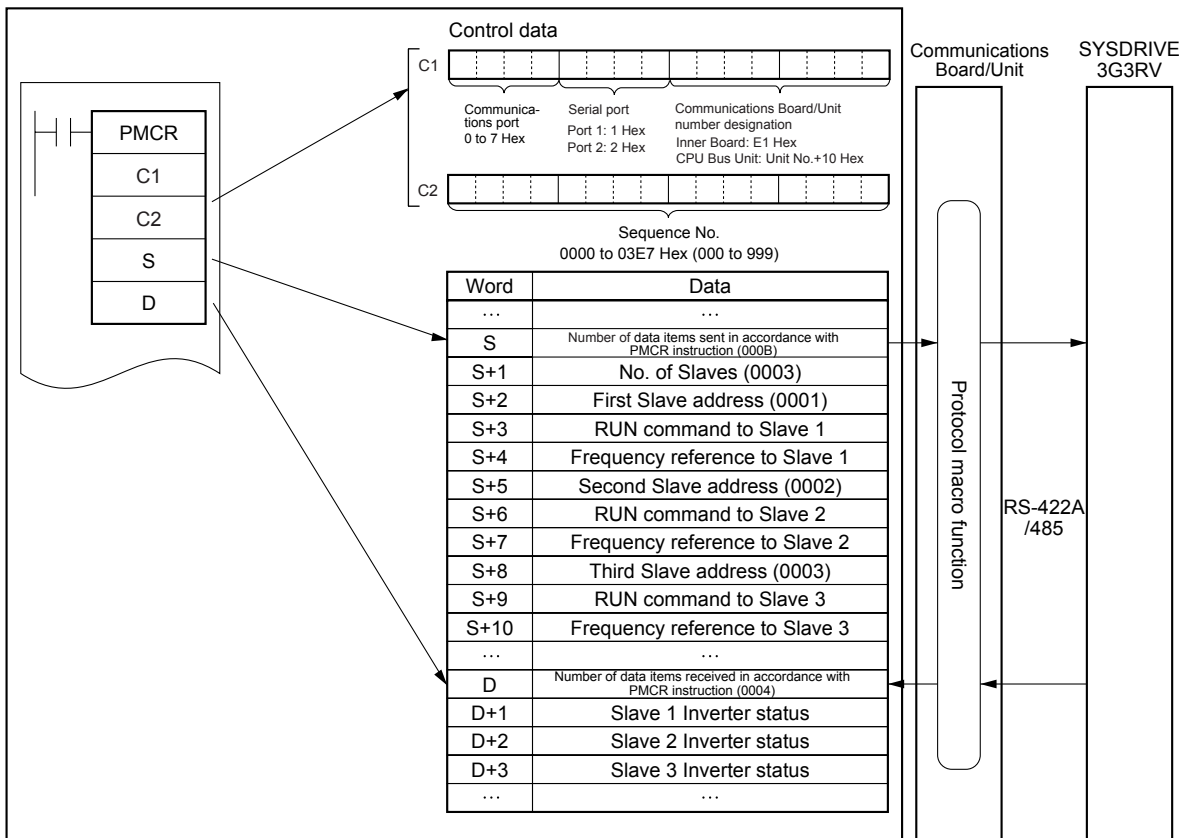 Control data
C1
Communica-
tions port
0 to 7 Hex
Serial port
Port 1: 1 Hex
Port 2: 2 Hex
Communications Board/Unit
number designation
Inner Board: E1 Hex
CPU Bus Unit: Unit No.+10 Hex
C2
Sequence No.
0000 to 03E7 Hex (000 to 999)
PMCR
C1
C2
S
D
Word Data
… …
S Number of data items sent in accordance with
PMCR instruction (000B)
S+1 No. of Slaves (0003)
S+2 First Slave address (0001)
S+3 RUN command to Slave 1
S+4 Frequency reference to Slave 1
S+5 Second Slave address (0002)
S+6 RUN command to Slave 2
S+7 Frequency reference to Slave 2
S+8 Third Slave address (0003)
S+9 RUN command to Slave 3
S+10 Frequency reference to Slave 3
… …
D Number of data items received in accordance with
PMCR instruction (0004)
D+1 Slave 1 Inverter status
D+2 Slave 2 Inverter status
D+3 Slave 3 Inverter status
… …
Communications
Board/Unit
Protocol macro function
RS-422A
/485
SYSDRIVE
3G3RV